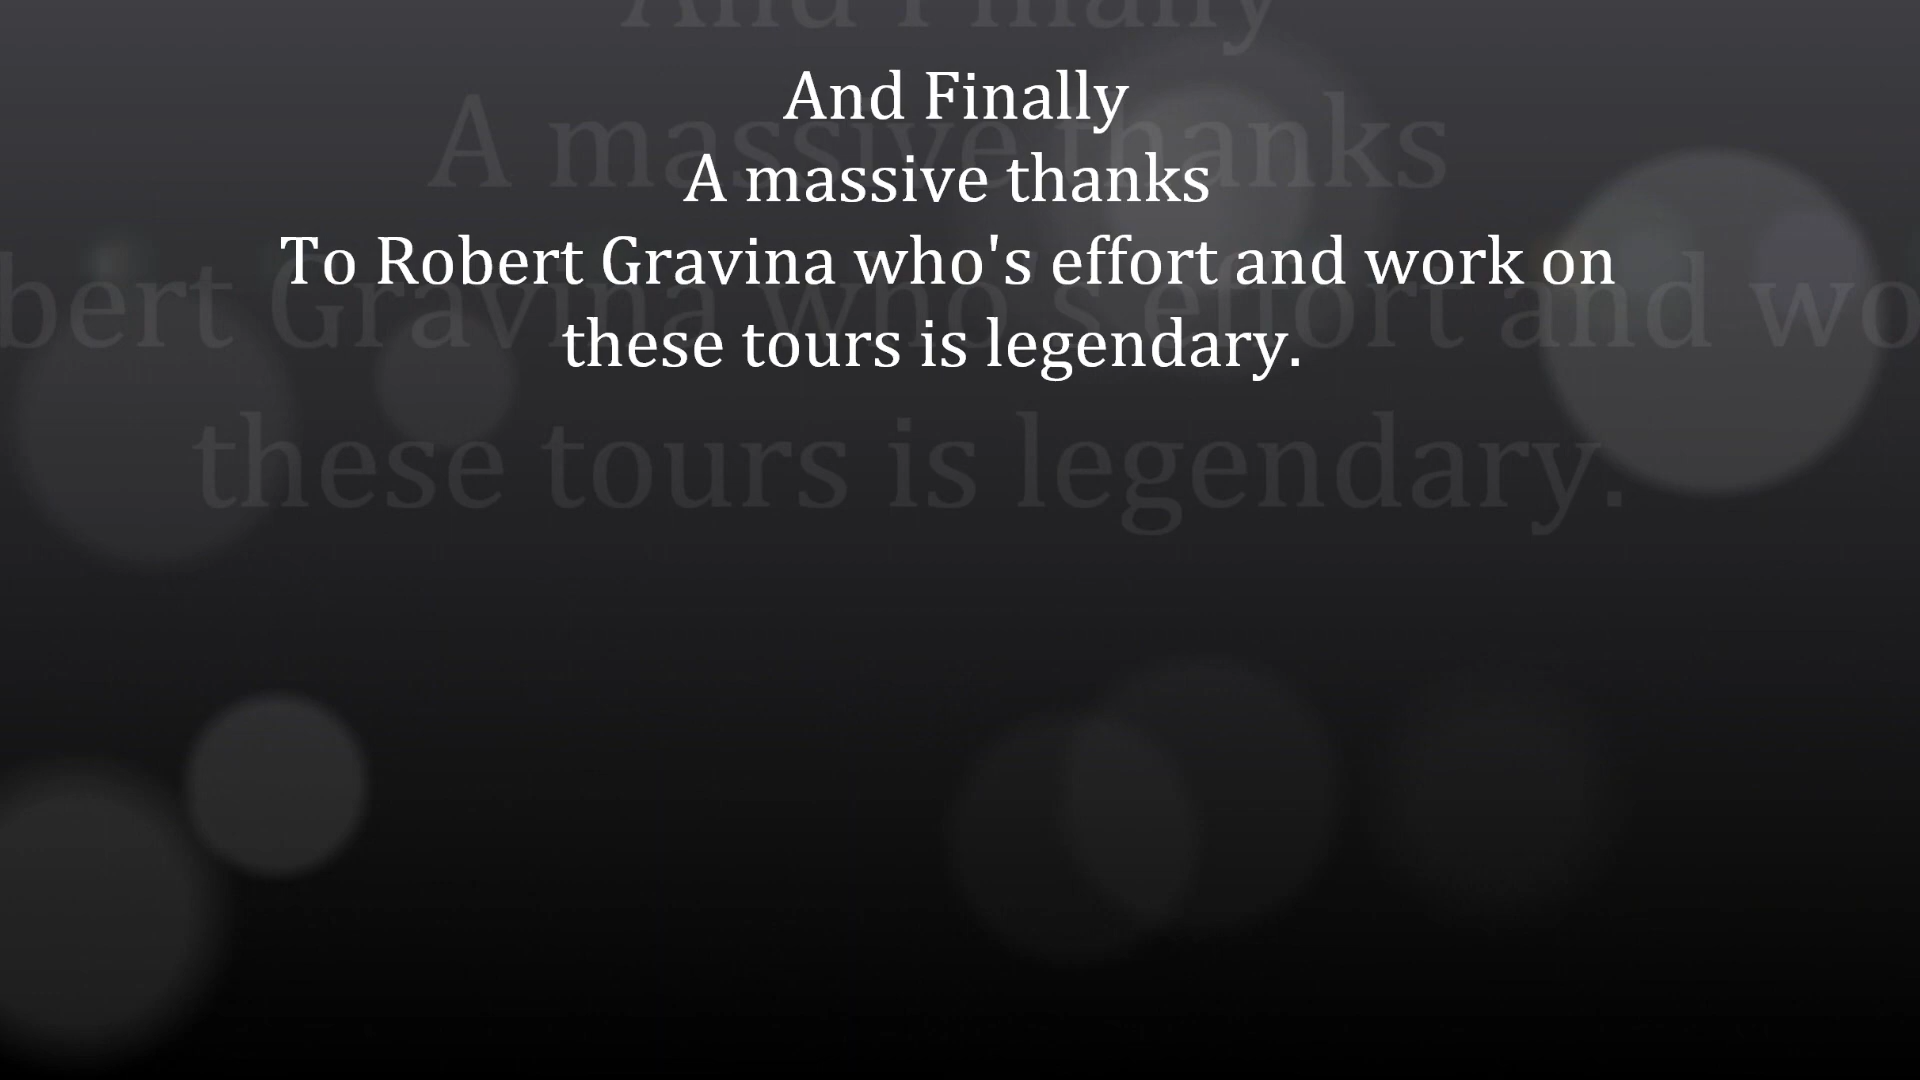 And Finally
A massive thanks
To Robert Gravina who's effort and work on
these tours is legendary.